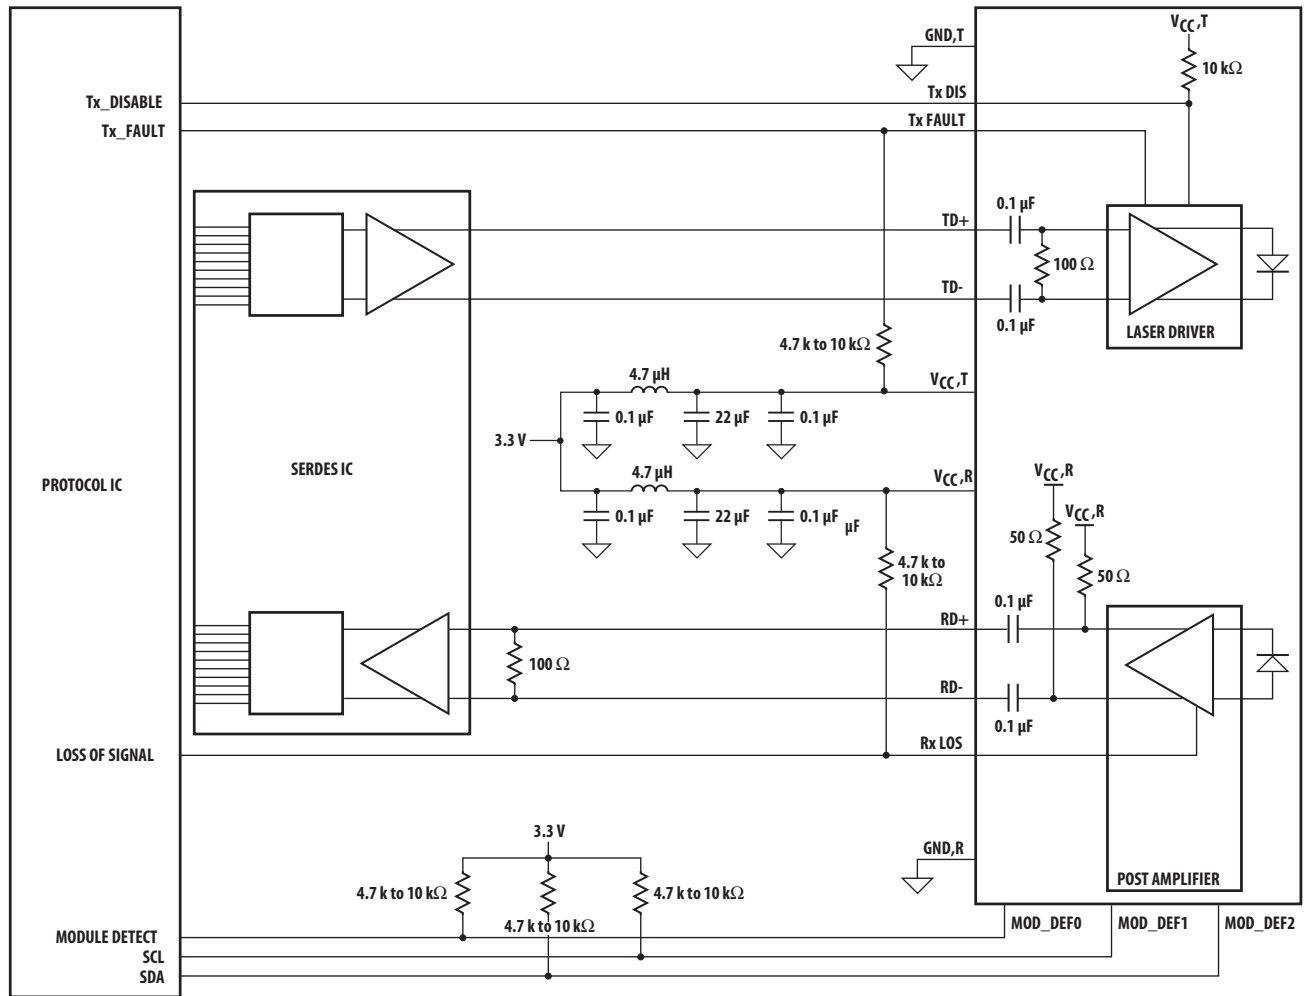 VCC,T
GND,T
10 kΩ
Tx_DISABLE
Tx DIS
Tx_FAULT
Tx FAULT
0.1 µF
TD+
100 Ω
TD-
0.1 µF
LASER DRIVER
4.7 k to 10 kΩ
4.7 µH
VCC,T
0.1 µF
22 µF
0.1 µF
3.3 V
SERDES IC
PROTOCOL IC
4.7 µH
VCC,R
VCC,R
0.1 µF
22 µF
0.1 µF
µF
VCC,R
50 Ω
4.7 k to
10 kΩ
50 Ω
0.1 µF
RD+
100 Ω
RD-
0.1 µF
LOSS OF SIGNAL
Rx LOS
3.3 V
GND,R
4.7 k to 10 kΩ
4.7 k to 10 kΩ
POST AMPLIFIER
4.7 k to 10 kΩ
MODULE DETECT
MOD_DEF0
MOD_DEF1
MOD_DEF2
SCL
SDA